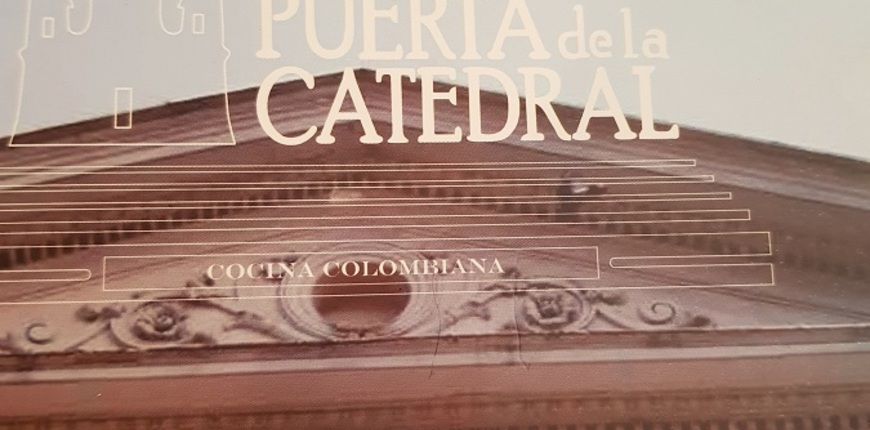 PUERTA de la
CATEDRAL
COCINA COLOMBIANA